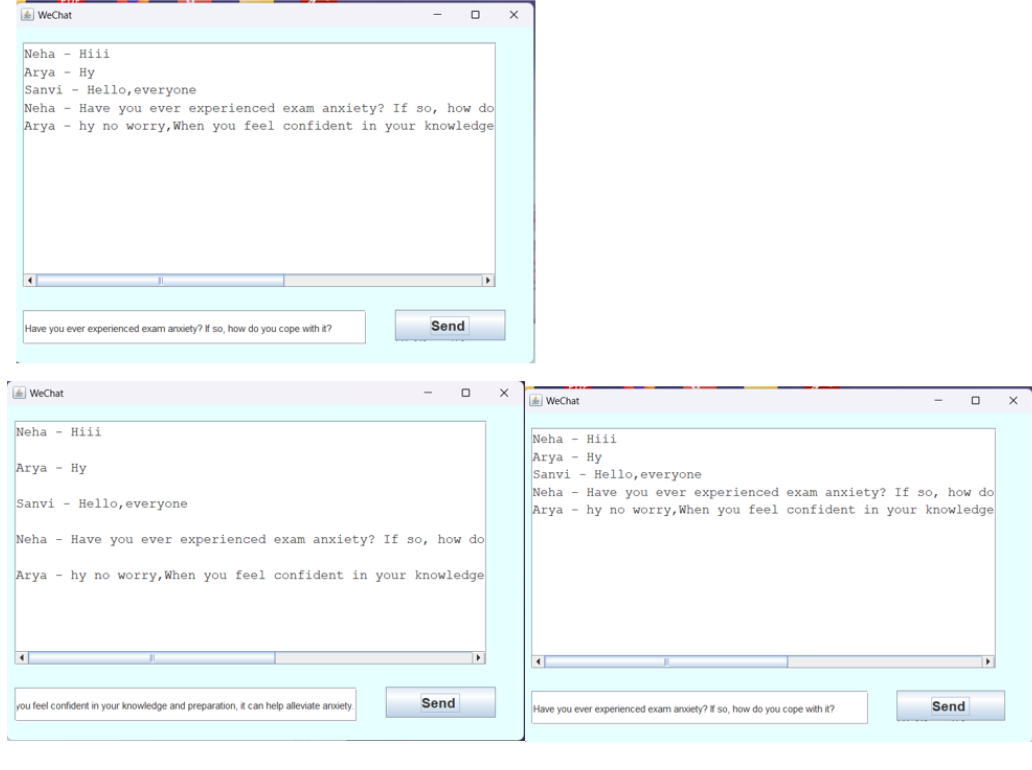 WeChat
Neha - Hiii
Arya - Hy
Sanvi - Hello,everyone
Neha - Have you ever experienced exam anxiety? If so, how do
Arya - hy no worry,When you feel confident in your knowledge
Have you ever experienced exam anxiety? If so, how do you cope with it?
Send
WeChat
Neha - Hiii
Arya - Hy
Sanvi - Hello,everyone
Neha - Have you ever experienced exam anxiety? If so, how do
Arya - hy no worry,When you feel confident in your knowledge
you feel confident in your knowledge and preparation, it can help alleviate anxiety.
Send
WeChat
Neha - Hiii
Arya - Hy
Sanvi - Hello,everyone
Neha - Have you ever experienced exam anxiety? If so, how do
Arya - hy no worry,When you feel confident in your knowledge
Have you ever experienced exam anxiety? If so, how do you cope with it?
Send